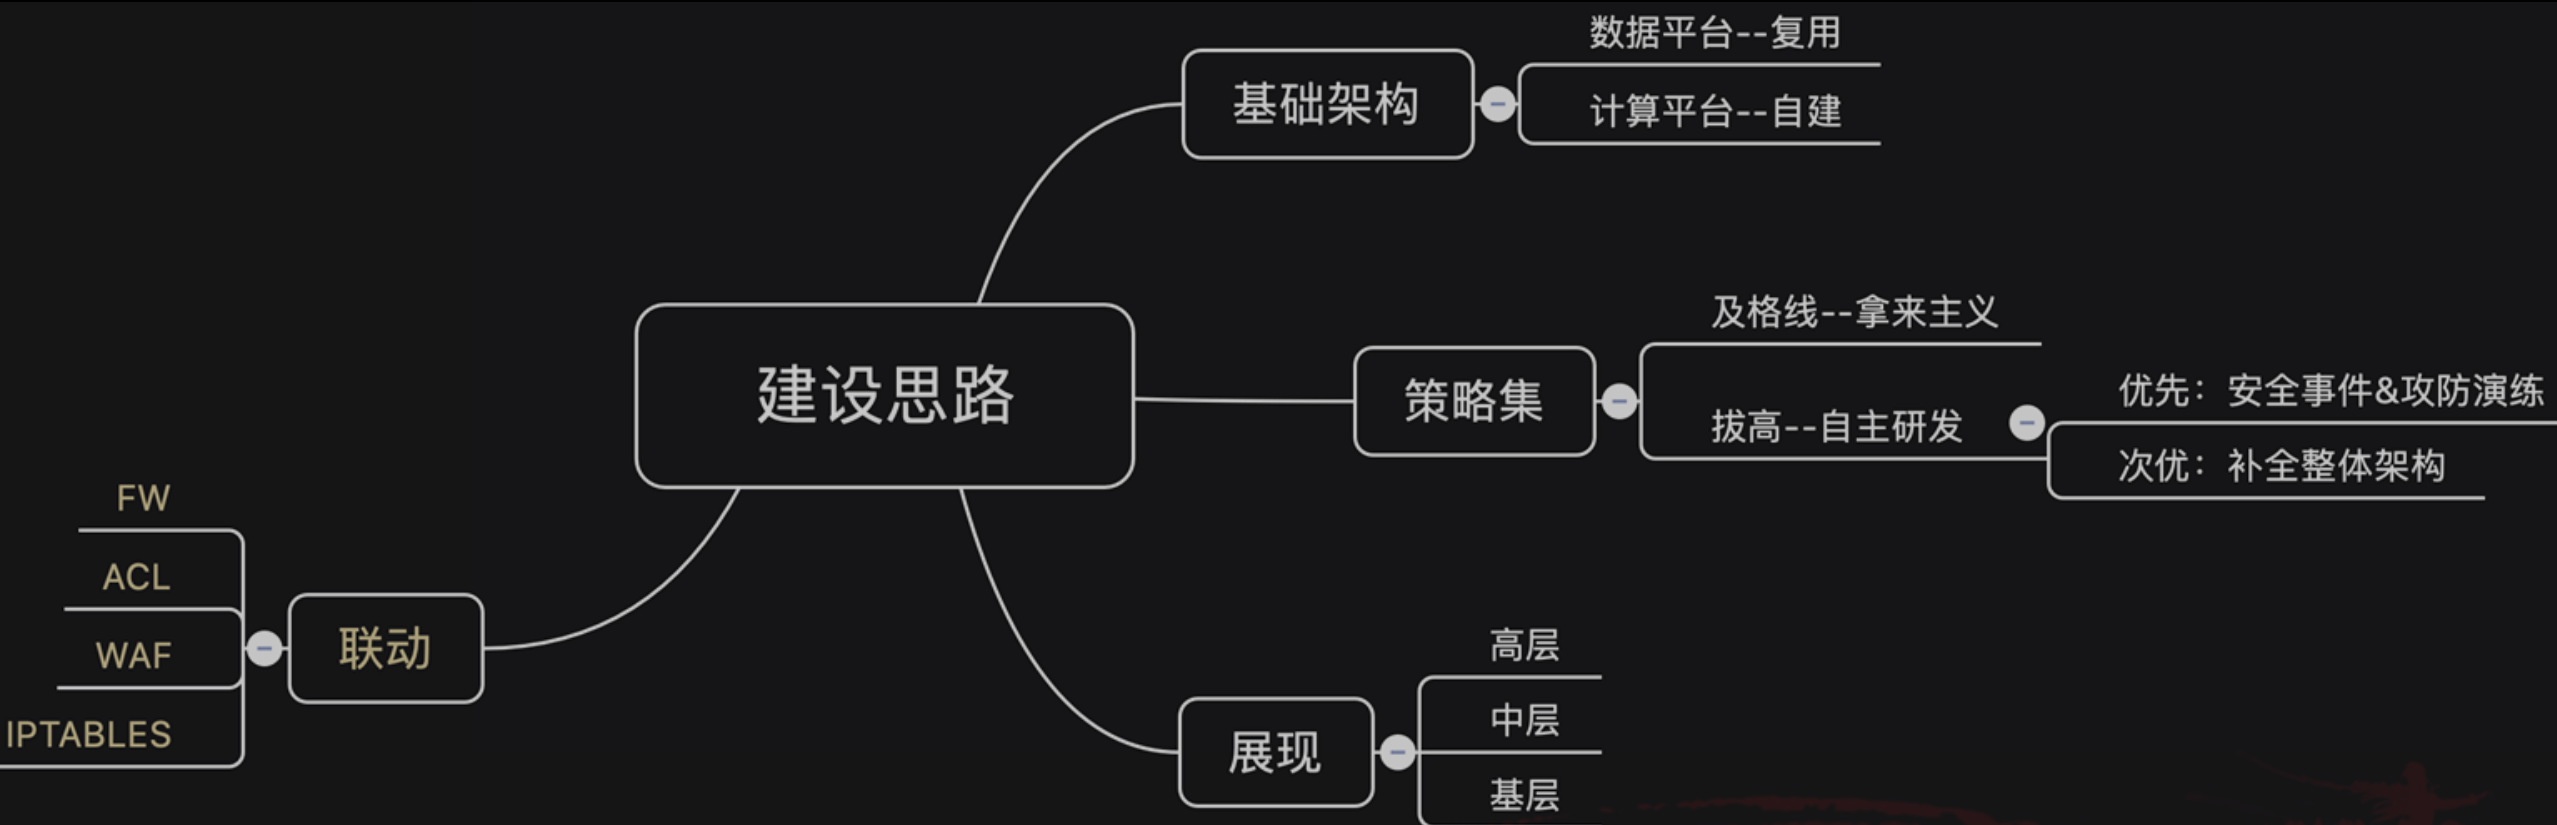 建设思路
基础架构
数据平台--复用
计算平台--自建
策略集
及格线--拿来主义
拔高--自主研发
优先：安全事件&攻防演练
次优：补全整体架构
展现
高层
中层
基层
联动
FW
ACL
WAF
IPTABLES